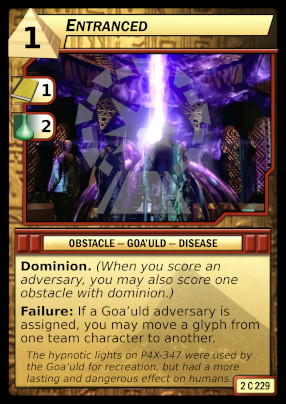 1
ENTRANCED
1
2
OBSTACLE – GOA'ULD – DISEASE
Dominion. (When you score an
adversary, you may also score one
obstacle with dominion.)
Failure: If a Goa'uld adversary is
assigned, you may move a glyph from
one team character to another.
The hypnotic lights on P4X-347 were used by
the Goa'uld for recreation, but had a more
lasting and dangerous effect on humans.
2 C 229